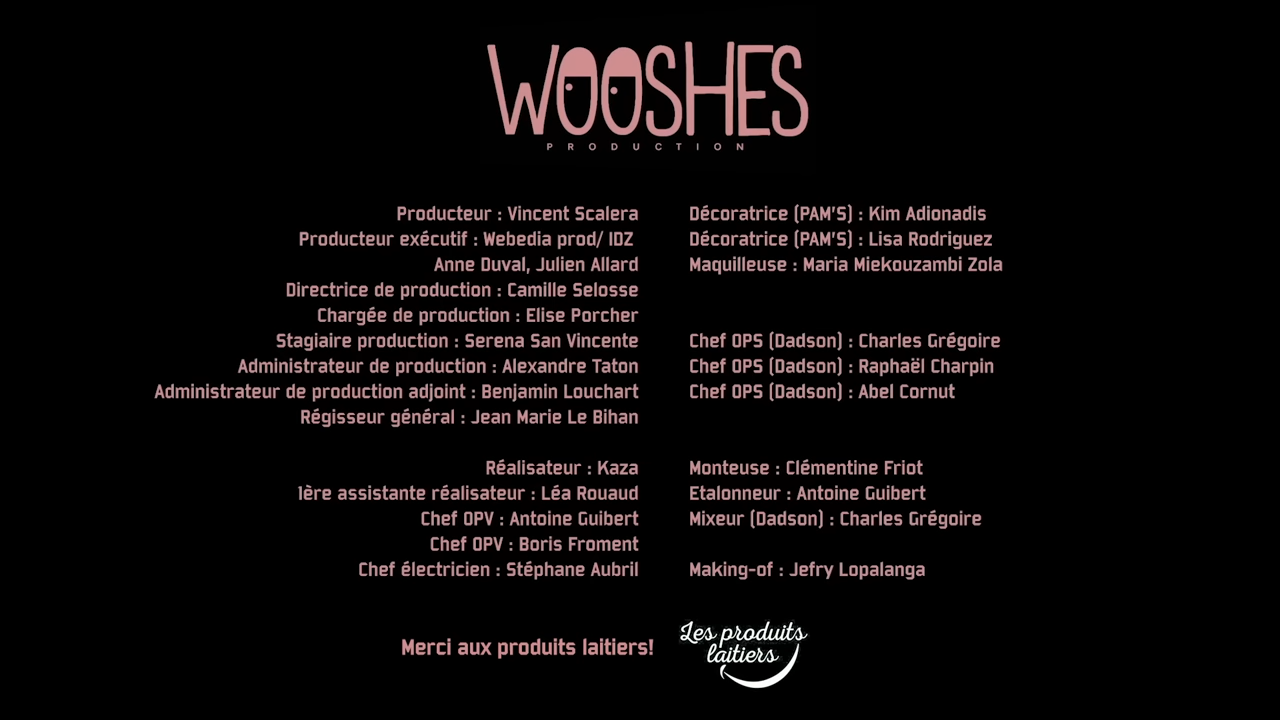 WOOSHES
PRODUCTION
Producteur : Vincent Scalera
Producteur exécutif : Webedia prod/ IDZ
Anne Duval, Julien Allard
Directrice de production : Camille Selosse
Chargée de production : Elise Porcher
Stagiaire production : Serena San Vincente
Administrateur de production : Alexandre Taton
Administrateur de production adjoint : Benjamin Louchart
Régisseur général : Jean Marie Le Bihan
Réalisateur : Kaza
1ère assistante réalisateur : Léa Rouaud
Chef OPV : Antoine Guibert
Chef OPV : Boris Froment
Chef électricien : Stéphane Aubril
Décoratrice (PAM'S) : Kim Adionadis
Décoratrice (PAM'S) : Lisa Rodriguez
Maquilleuse : Maria Miekouzambi Zola
Chef OPS (Dadson) : Charles Grégoire
Chef OPS (Dadson) : Raphaël Charpin
Chef OPS (Dadson) : Abel Cornut
Monteuse : Clémentine Friot
Etalonneur : Antoine Guibert
Mixeur (Dadson) : Charles Grégoire
Making-of : Jefry Lopalanga
Merci aux produits laitiers!
Les produits
laitiers